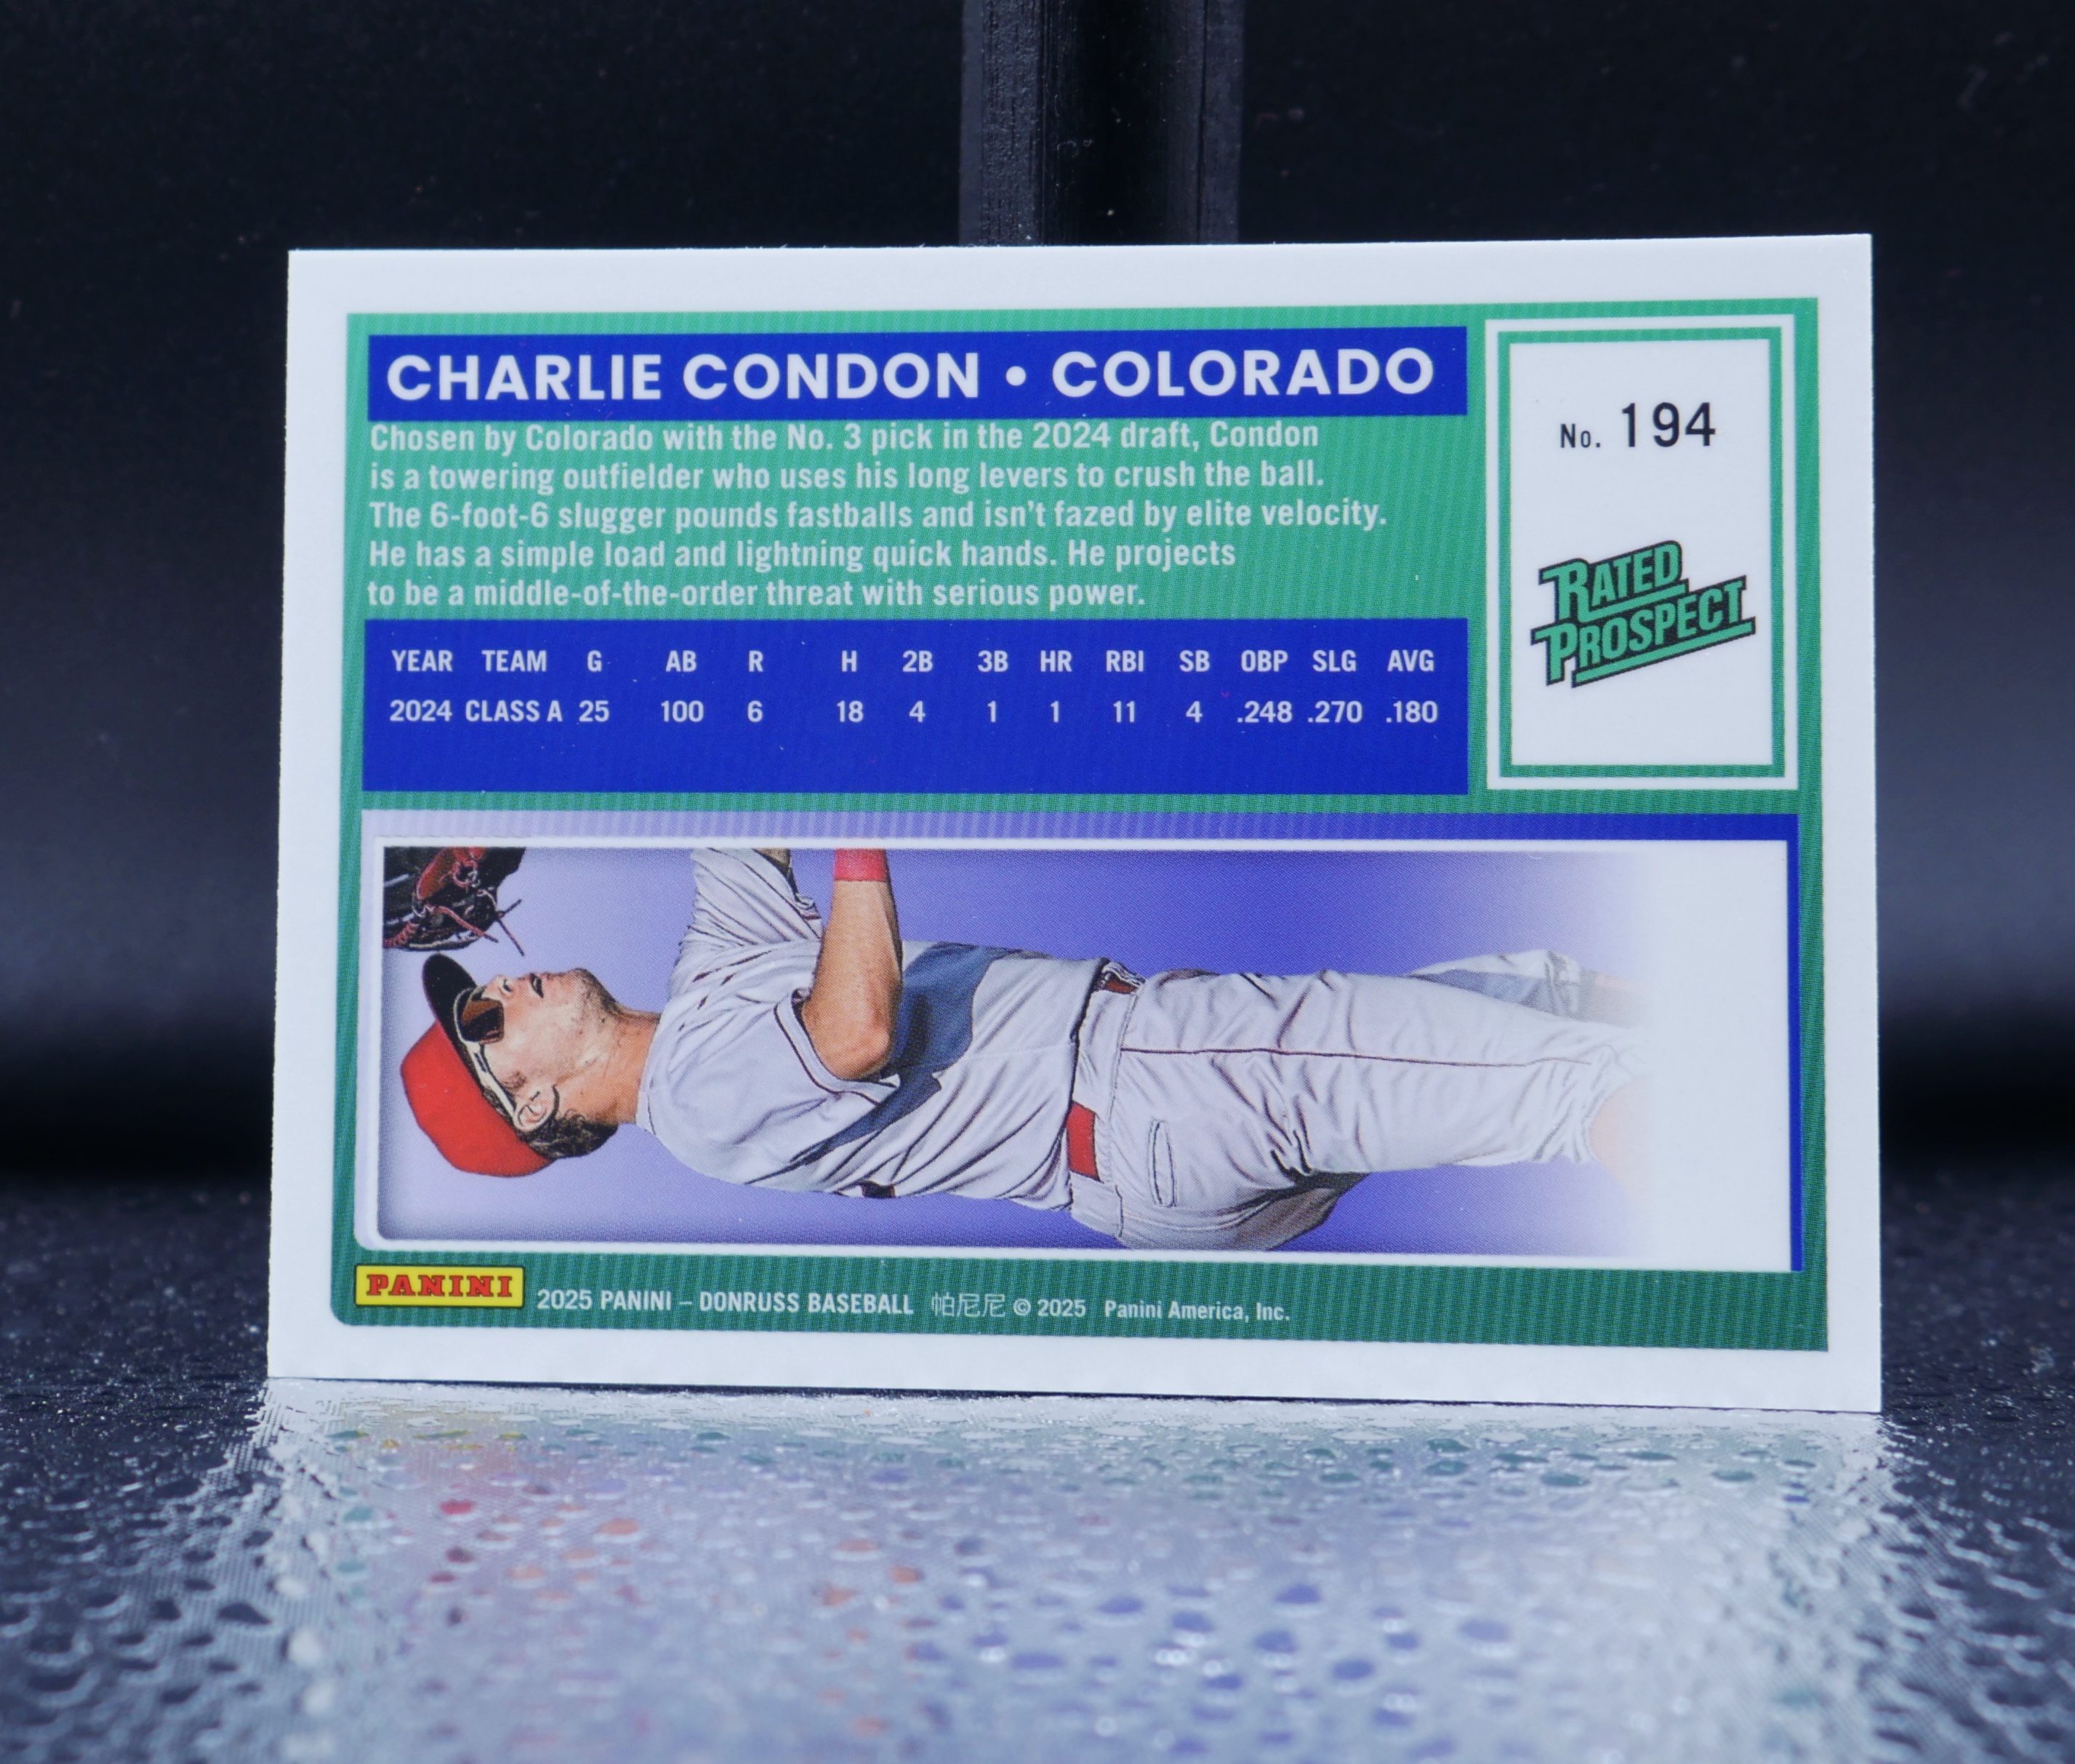 CHARLIE CONDON • COLORADO
Chosen by Colorado with the No. 3 pick in the 2024 draft, Condon
is a towering outfielder who uses his long levers to crush the ball.
The 6-foot-6 slugger pounds fastballs and isn't fazed by elite velocity.
He has a simple load and lightning quick hands. He projects
to be a middle-of-the-order threat with serious power.
YEAR TEAM G AB R H 2B 3B HR RBI SB OBP SLG AVG
2024 CLASS A 25 100 6 18 4 1 1 11 4 .248 .270 .180
No. 194
RATED
PROSPECT
PANINI 2025 PANINI – DONRUSS BASEBALL 帕尼尼 © 2025 Panini America, Inc.